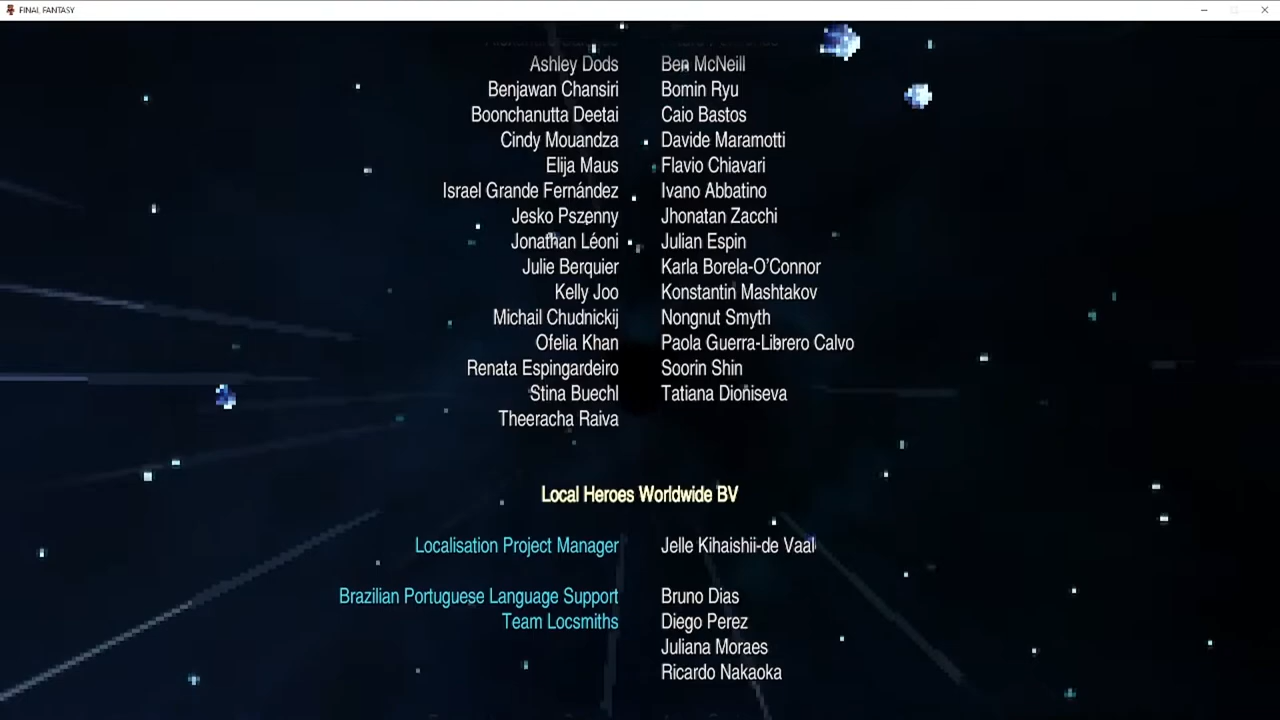 FINAL FANTASY
Ashley Dods Ben McNeill
Benjawan Chansiri Bomin Ryu
Boonchanutta Deetai Caio Bastos
Cindy Mouandza Davide Maramotti
Elija Maus Flavio Chiavari
Israel Grande Fernández Ivano Abbatino
Jesko Pszenny Jhonatan Zacchi
Jonathan Léoni Julian Espin
Julie Berquier Karla Borela-O’Connor
Kelly Joo Konstantin Mashtakov
Michail Chudnickij Nongnut Smyth
Ofelia Khan Paola Guerra-Librero Calvo
Renata Espingardeiro Soorin Shin
Stina Buechl Tatiana Dioniseva
Theeracha Raiva
Local Heroes Worldwide BV
Localisation Project Manager Jelle Kihaishii-de Vaal
Brazilian Portuguese Language Support Bruno Dias
Team Locsmiths Diego Perez
Juliana Moraes
Ricardo Nakaoka